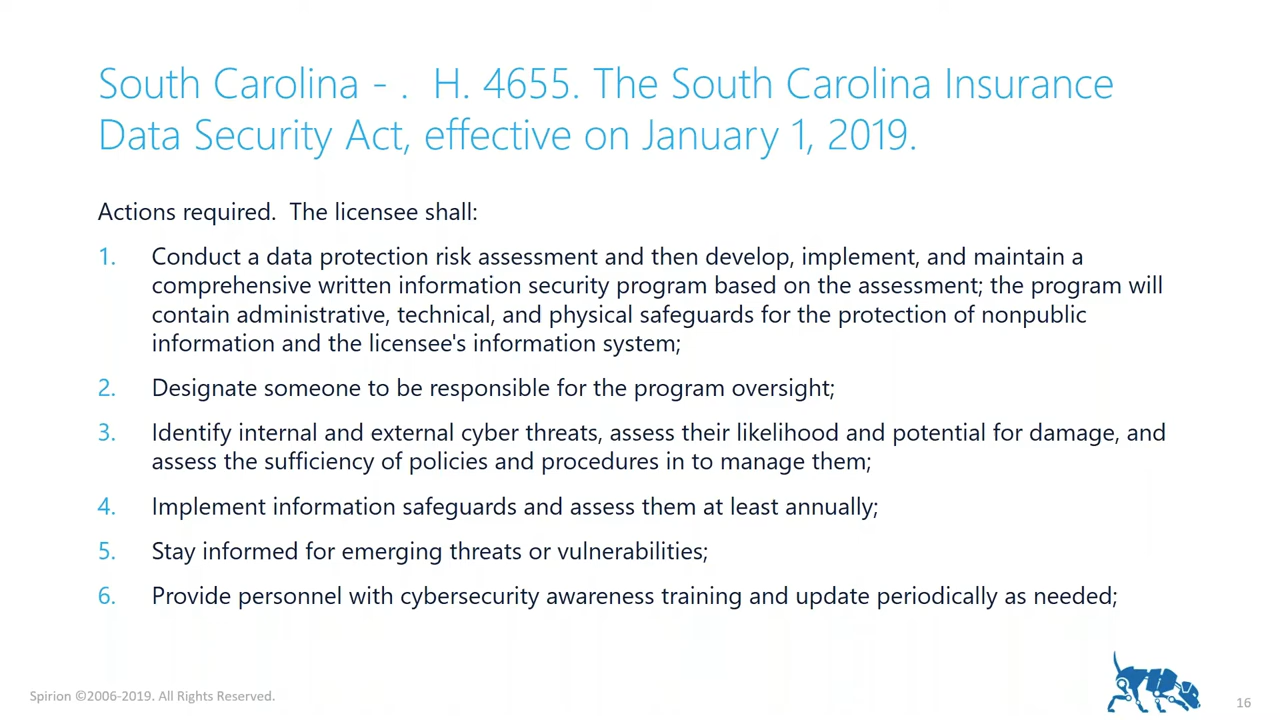 South Carolina - .  H. 4655. The South Carolina Insurance
Data Security Act, effective on January 1, 2019.
Actions required.  The licensee shall:
1. Conduct a data protection risk assessment and then develop, implement, and maintain a
comprehensive written information security program based on the assessment; the program will
contain administrative, technical, and physical safeguards for the protection of nonpublic
information and the licensee's information system;
2. Designate someone to be responsible for the program oversight;
3. Identify internal and external cyber threats, assess their likelihood and potential for damage, and
assess the sufficiency of policies and procedures in to manage them;
4. Implement information safeguards and assess them at least annually;
5. Stay informed for emerging threats or vulnerabilities;
6. Provide personnel with cybersecurity awareness training and update periodically as needed;
Spirion ©2006-2019. All Rights Reserved.
16